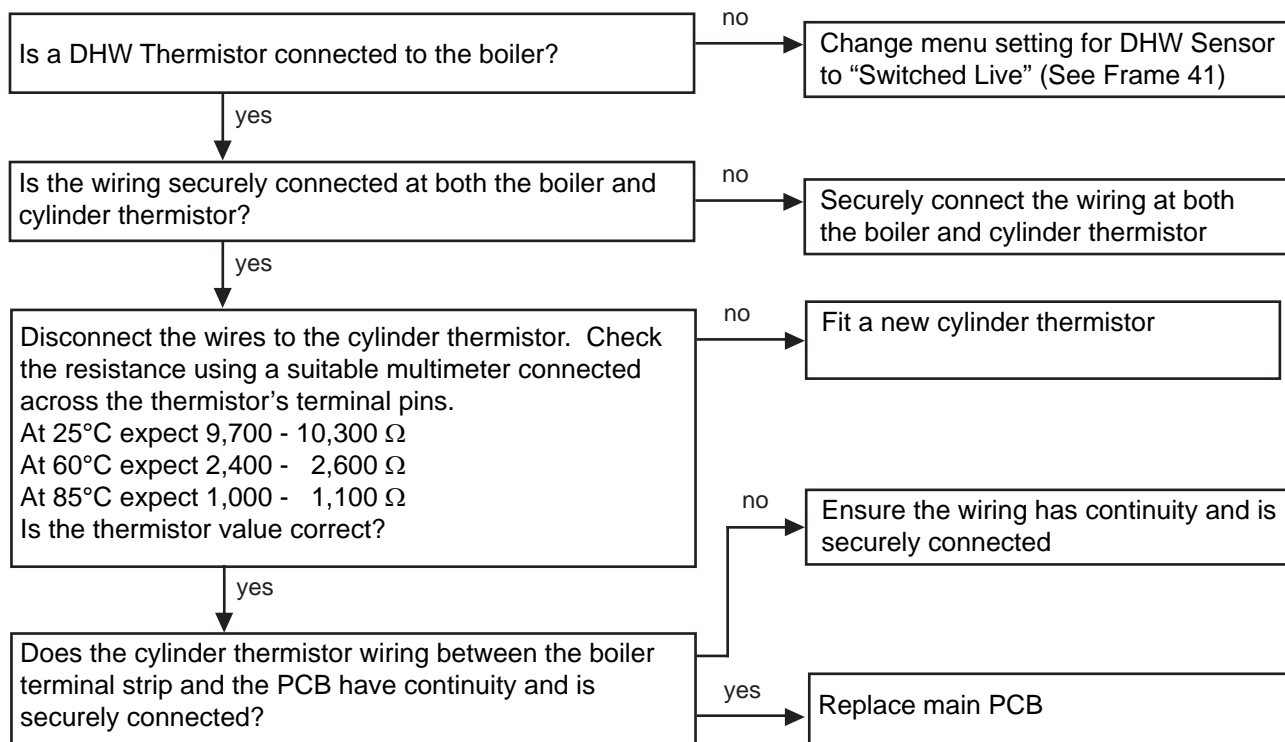 no
Is a DHW Thermistor connected to the boiler?
Change menu setting for DHW Sensor
to “Switched Live” (See Frame 41)
yes
Is the wiring securely connected at both the boiler and
cylinder thermistor?
no
Securely connect the wiring at both
the boiler and cylinder thermistor
yes
Disconnect the wires to the cylinder thermistor. Check
the resistance using a suitable multimeter connected
across the thermistor’s terminal pins.
At 25°C expect 9,700 - 10,300 Ω
At 60°C expect 2,400 - 2,600 Ω
At 85°C expect 1,000 - 1,100 Ω
Is the thermistor value correct?
no
Fit a new cylinder thermistor
yes
Does the cylinder thermistor wiring between the boiler
terminal strip and the PCB have continuity and is
securely connected?
no
Ensure the wiring has continuity and is
securely connected
yes
Replace main PCB